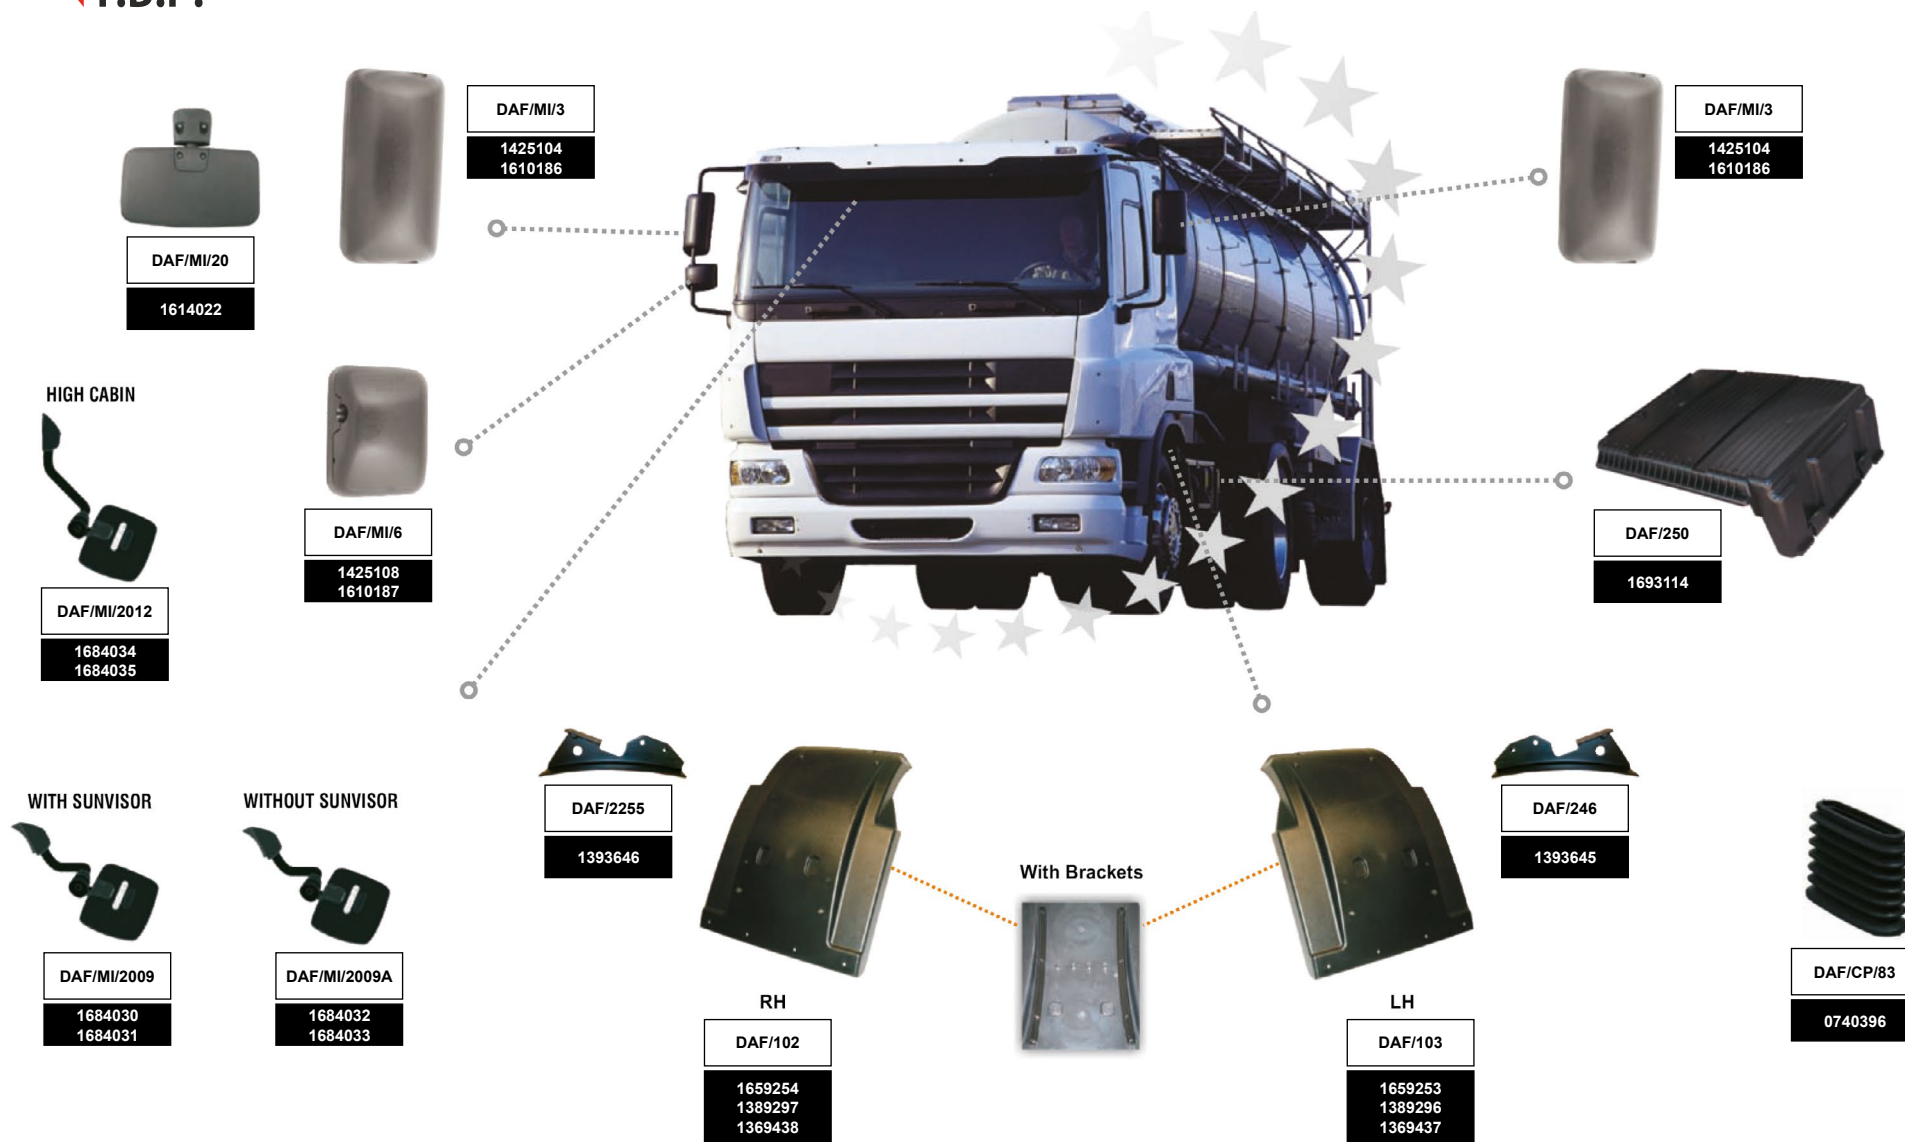 DAF/MI/3
1425104
1610186
DAF/MI/3
1425104
1610186
DAF/MI/20
1614022
HIGH CABIN
DAF/MI/6
1425108
1610187
DAF/250
1693114
DAF/MI/2012
1684034
1684035
WITH SUNVISOR
WITHOUT SUNVISOR
DAF/2255
1393646
DAF/246
1393645
With Brackets
DAF/MI/2009
1684030
1684031
DAF/MI/2009A
1684032
1684033
DAF/CP/83
0740396
RH
DAF/102
1659254
1389297
1369438
LH
DAF/103
1659253
1389296
1369437